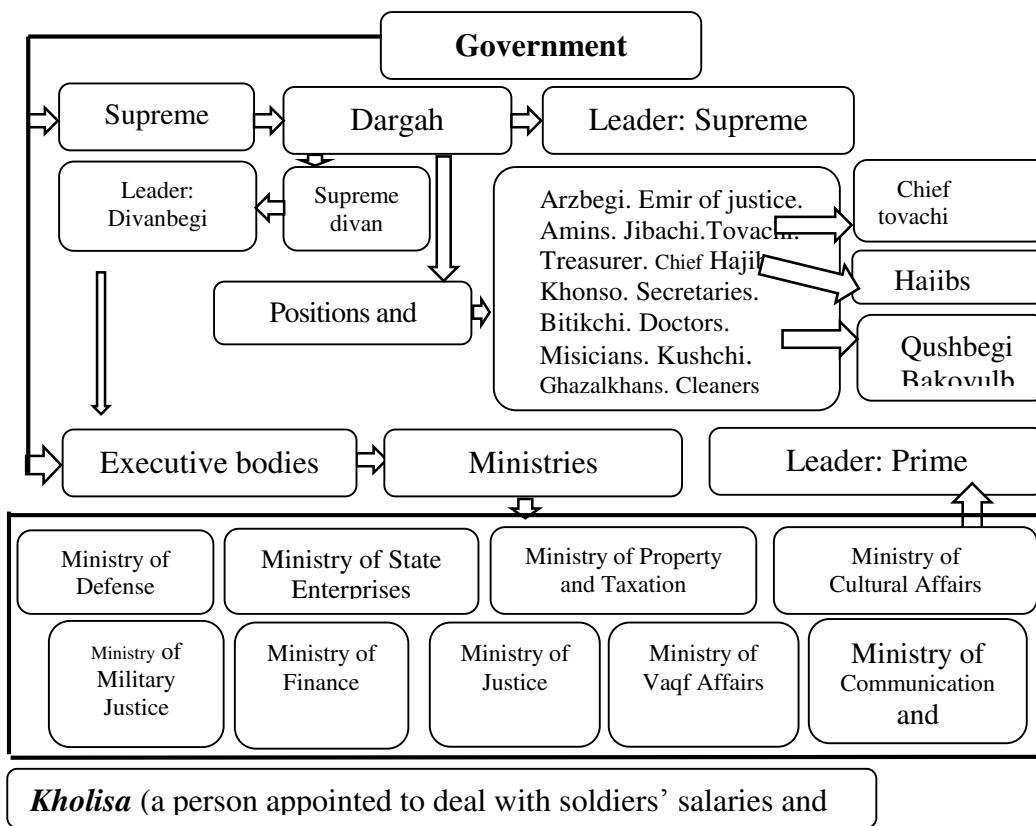 Government
Supreme
Dargah
Leader: Supreme
Leader:
Divanbegi
Supreme
divan
Arzbegi. Emir of justice.
Amins. Jibachi.Tovachi.
Treasurer. Chief Hajib
Khonso. Secretaries.
Bitikchi. Doctors.
Misicians. Kushchi.
Ghazalkhans. Cleaners
Chief
tovachi
Hajibs
Qushbegi
Bakovulb
Positions and
Executive bodies
Ministries
Leader: Prime
Ministry of
Defense
Ministry of State
Enterprises
Ministry of Property
and Taxation
Ministry of
Cultural Affairs
Ministry of
Military
Justice
Ministry of
Finance
Ministry of
Justice
Ministry of
Vaqf Affairs
Ministry of
Communication
and
Kholisa (a person appointed to deal with soldiers’ salaries and